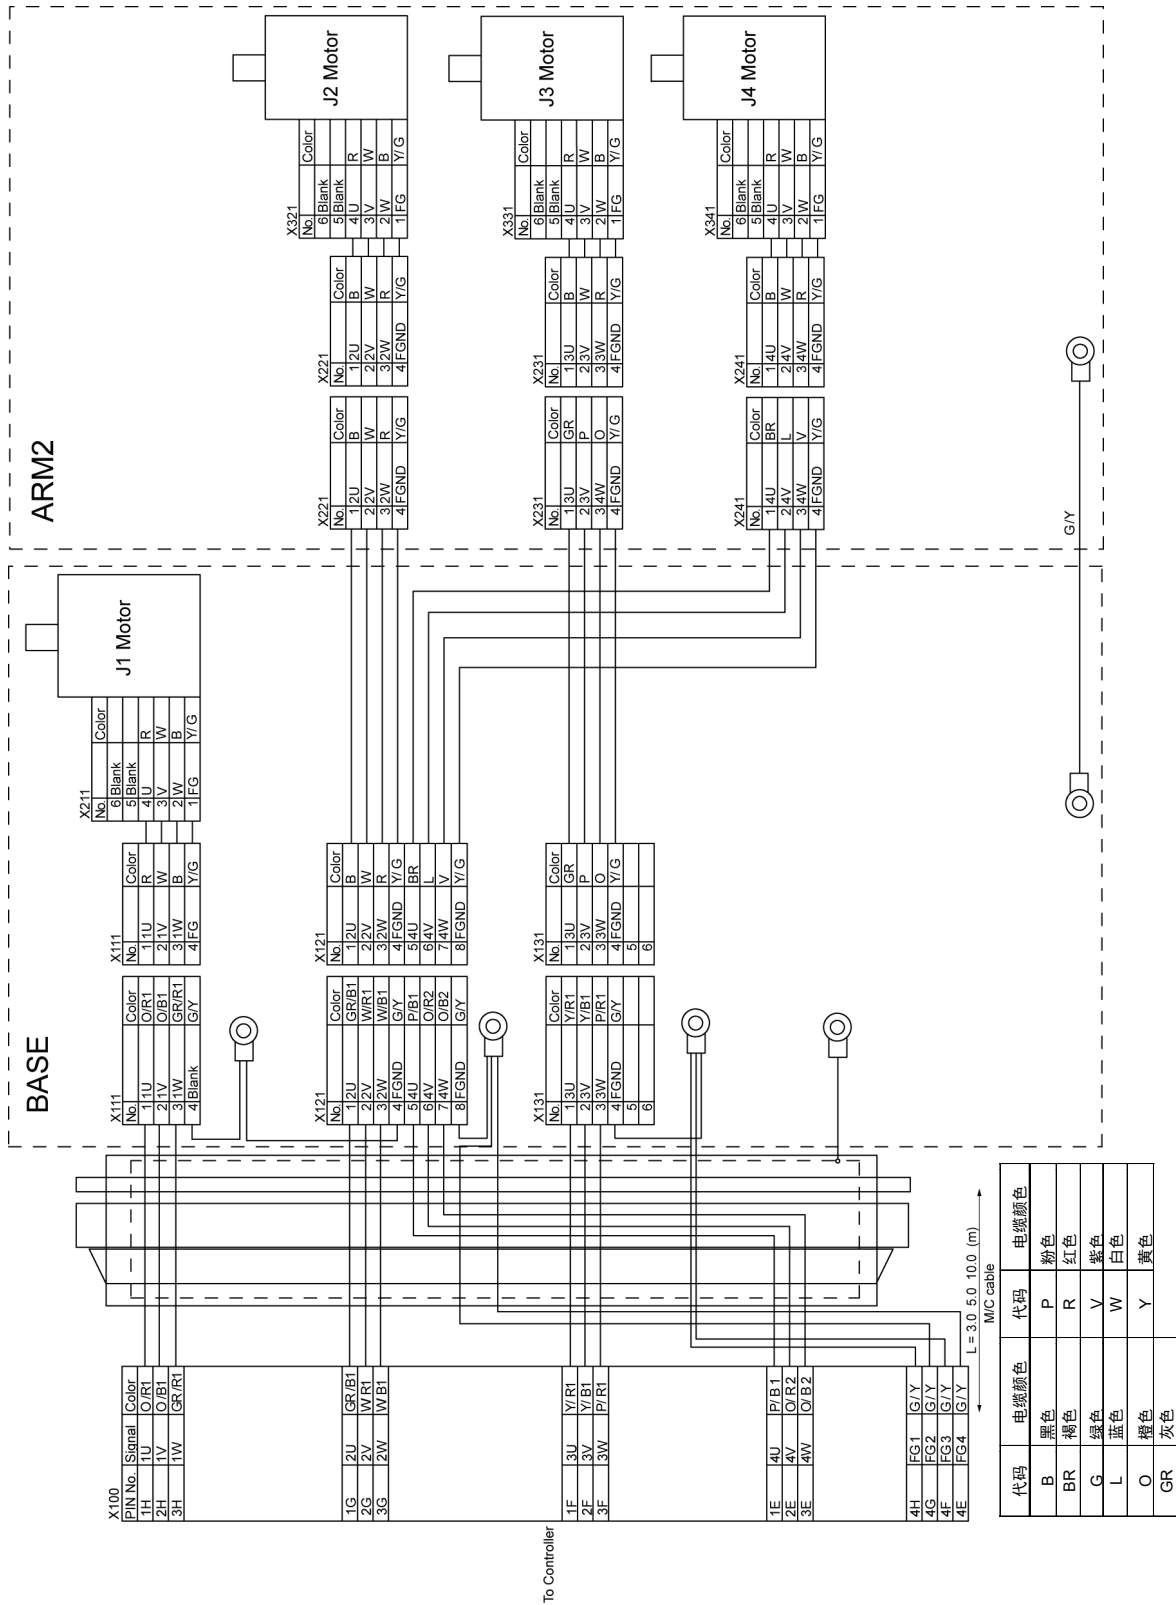 ARM2
BASE
J1 Motor
J2 Motor
J3 Motor
J4 Motor
To Controller
X100
PIN No. Signal Color
1H 1U O/R1
2H 1V O/B1
3H 1W GR/R1
1G 2U GR/B1
2G 2V W R1
3G 2W W B1
1F 3U Y/R1
2F 3V Y/B1
3F 3W P/R1
1E 4U P/B 1
2E 4V O/R 2
3E 4W O/B 2
4H FG1 G/Y
4G FG2 G/Y
4F FG3 G/Y
4E FG4 G/Y
L = 3.0 5.0 10.0 (m)
M/C cable
X111
No. Color
1 1U O/R1
2 1V O/B1
3 1W GR/R1
4 Blank G/Y
X121
No. Color
1 2U GR/B1
2 2V W/R1
3 2W W/B1
4 FGND G/Y
5 4U P/B1
6 4V O/R2
7 4W O/B2
8 FGND G/Y
X131
No. Color
1 3U Y/R1
2 3V Y/B1
3 3W P/R1
4 FGND G/Y
5
6
X111
No. Color
1 1U R
2 1V W
3 1W B
4 FG Y/G
X121
No. Color
1 2U B
2 2V W
3 2W R
4 FGND Y/ G
5 4U BR
6 4V L
7 4W V
8 FGND Y/ G
X131
No. Color
1 3U GR
2 3V P
3 3W O
4 FGND Y/ G
5
6
X211
No. Color
6 Blank
5 Blank
4 U R
3 V W
2 W B
1 FG Y/ G
X221
No. Color
1 2U B
2 2V W
3 2W R
4 FGND Y/G
X231
No. Color
1 3U GR
2 3V P
3 4W O
4 FGND Y/ G
X241
No. Color
1 4U BR
2 4V L
3 4W V
4 FGND Y/G
X221
No. Color
1 2U B
2 2V W
3 2W R
4 FGND Y/G
X231
No. Color
1 3U B
2 3V W
3 3W R
4 FGND Y/G
X241
No. Color
1 4U B
2 4V W
3 4W R
4 FGND Y/G
X321
No. Color
6 Blank
5 Blank
4 U R
3 V W
2 W B
1 FG Y/ G
X331
No. Color
6 Blank
5 Blank
4 U R
3 V W
2 W B
1 FG Y/ G
X341
No. Color
6 Blank
5 Blank
4 U R
3 V W
2 W B
1 FG Y/ G
G/Y
代码 电缆颜色 代码 电缆颜色
B 黑色 P 粉色
BR 褐色 R 红色
G 绿色 V 紫色
L 蓝色 W 白色
O 橙色 Y 黄色
GR 灰色